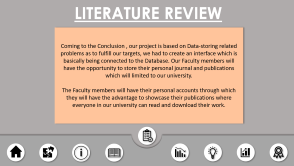 LITERATURE REVIEW
Coming to the Conclusion , our project is based on Data-storing related
problems as to fulfill our targets, we had to create an interface which is
basically being connected to the Database. Our Faculty members will
have the opportunity to store their personal journal and publications
which will limited to our university.
The Faculty members will have their personal accounts through which
they will have the advantage to showcase their publications where
everyone in our university can read and download their work.